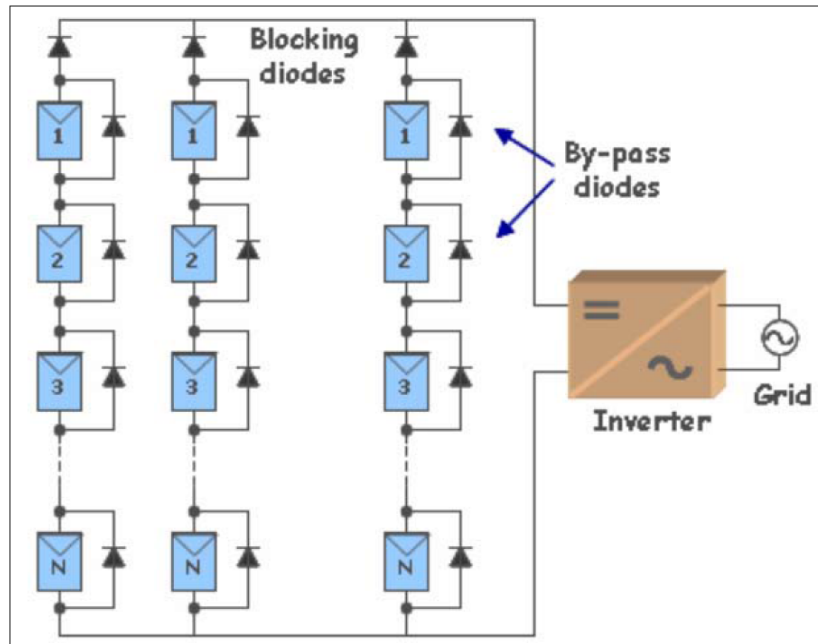 Blocking
diodes
1
1
1
By-pass
diodes
2
2
2
3
3
3
Inverter
Grid
N
N
N